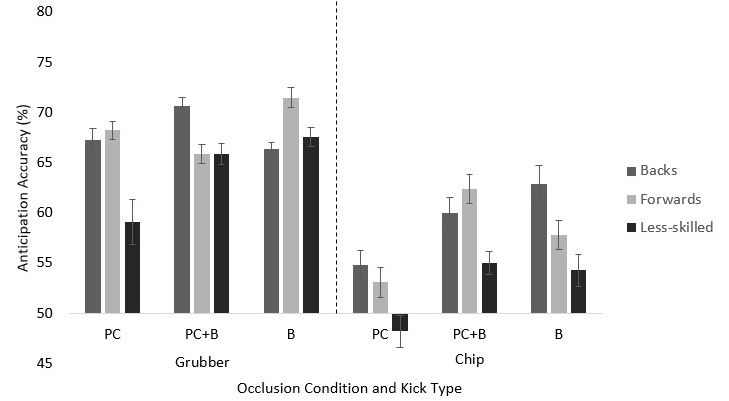 80
75
70
65
60
55
50
45
Anticipation Accuracy (%)
PC PC+B B PC PC+B B
Grubber Chip
Occlusion Condition and Kick Type
Backs
Forwards
Less-skilled